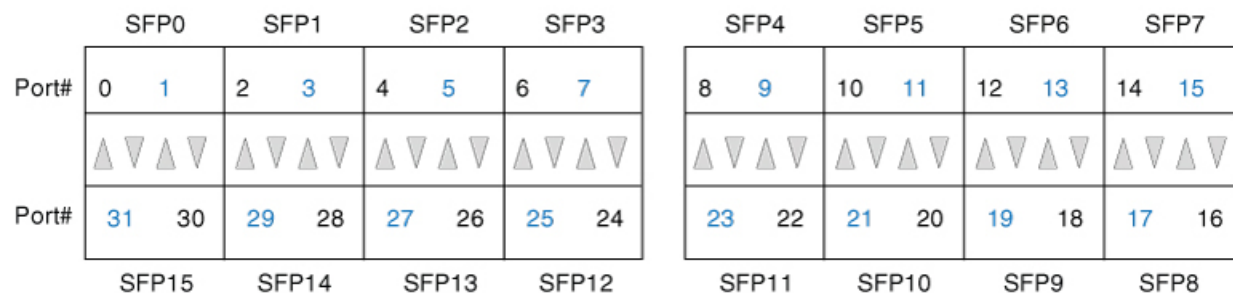 SFP0 SFP1 SFP2 SFP3 SFP4 SFP5 SFP6 SFP7
Port# 0 1 2 3 4 5 6 7 8 9 10 11 12 13 14 15
Port# 31 30 29 28 27 26 25 24 23 22 21 20 19 18 17 16
SFP15 SFP14 SFP13 SFP12 SFP11 SFP10 SFP9 SFP8